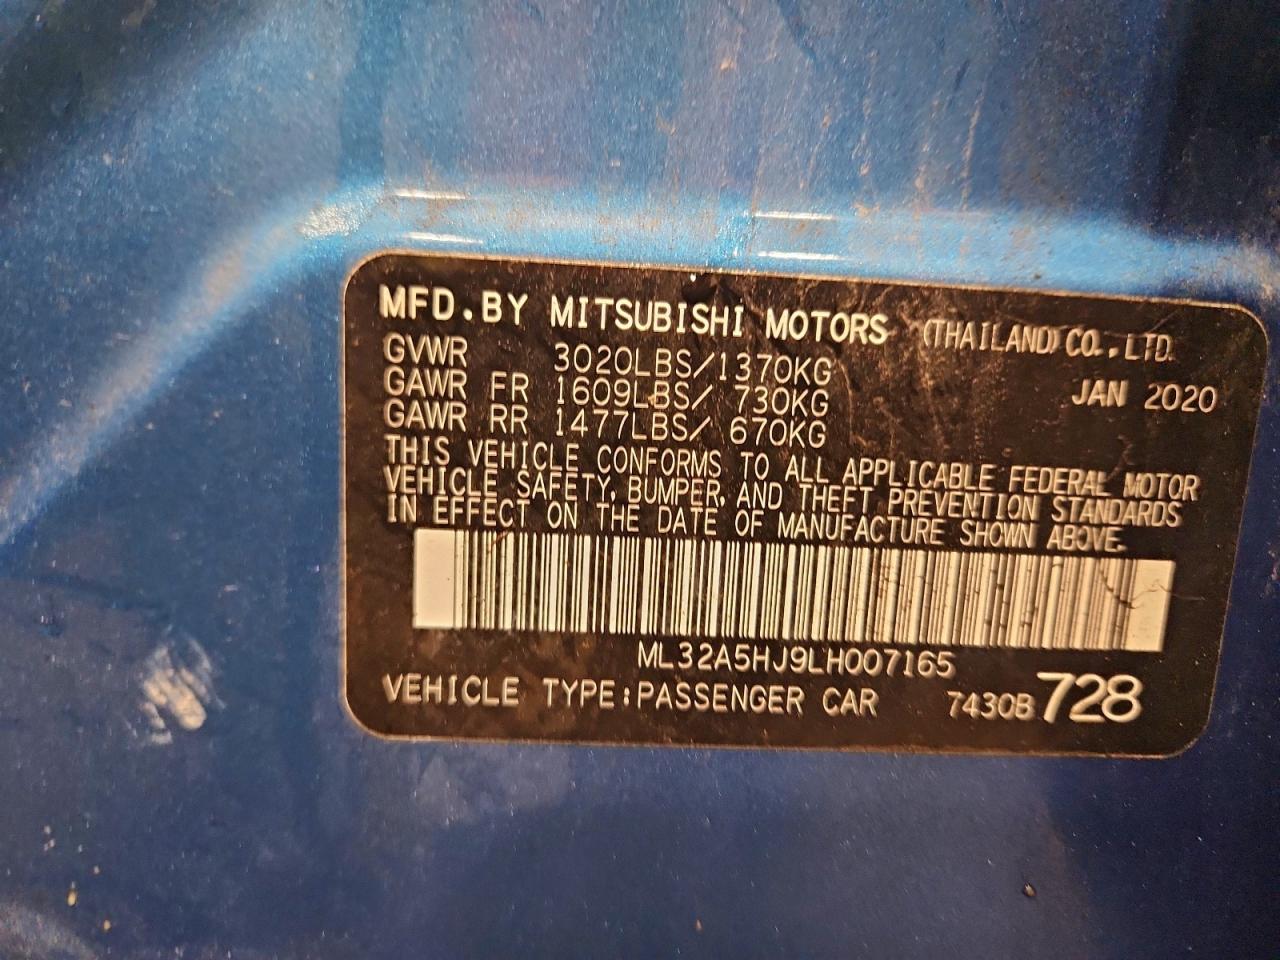 MFD.BY MITSUBISHI MOTORS (THAILAND) CO.,LTD.
GVWR 3020LBS/1370KG JAN 2020
GAWR FR 1609LBS/ 730KG
GAWR RR 1477LBS/ 670KG
THIS VEHICLE CONFORMS TO ALL APPLICABLE FEDERAL MOTOR
VEHICLE SAFETY, BUMPER, AND THEFT PREVENTION STANDARDS
IN EFFECT ON THE DATE OF MANUFACTURE SHOWN ABOVE.
ML32A5HJ9LH007165
VEHICLE TYPE:PASSENGER CAR 7430B 728